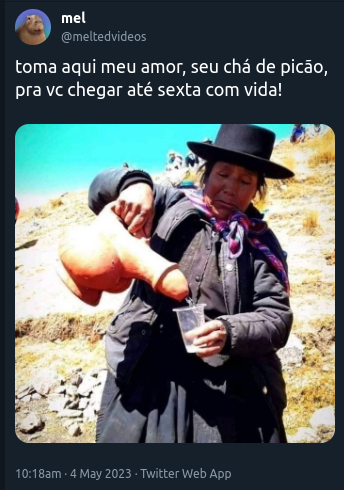 mel
@meltedvideos
toma aqui meu amor, seu chá de picão,
pra vc chegar até sexta com vida!
10:18am · 4 May 2023 · Twitter Web App